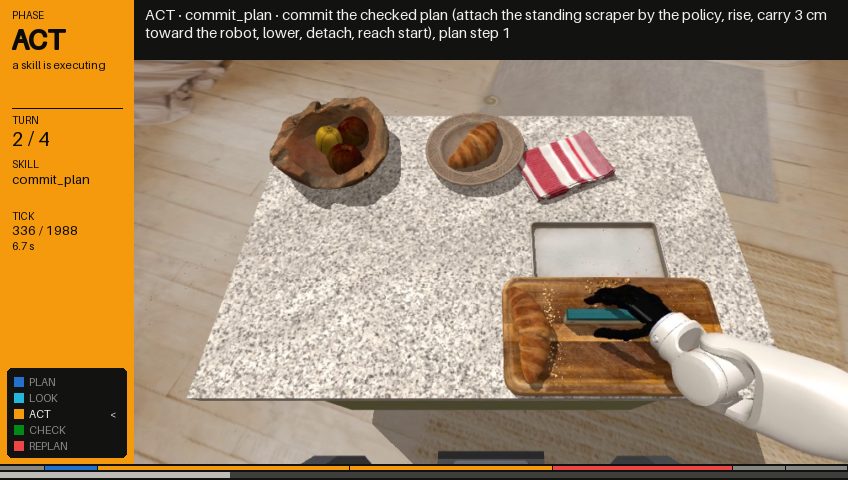 PHASE
ACT
a skill is executing
TURN
2 / 4
SKILL
commit_plan
TICK
336 / 1988
6.7 s
PLAN
LOOK
ACT <
CHECK
REPLAN
ACT · commit_plan · commit the checked plan (attach the standing scraper by the policy, rise, carry 3 cm
toward the robot, lower, detach, reach start), plan step 1